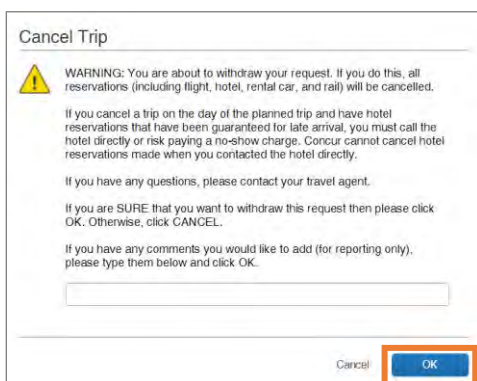 Cancel Trip
WARNING: You are about to withdraw your request. If you do this, all
reservations (including flight, hotel, rental car, and rail) will be cancelled.
If you cancel a trip on the day of the planned trip and have hotel
reservations that have been guaranteed for late arrival, you must call the
hotel directly or risk paying a no-show charge. Concur cannot cancel hotel
reservations made when you contacted the hotel directly.
If you have any questions, please contact your travel agent.
If you are SURE that you want to withdraw this request then please click
OK. Otherwise, click CANCEL.
If you have any comments you would like to add (for reporting only),
please type them below and click OK.
Cancel OK